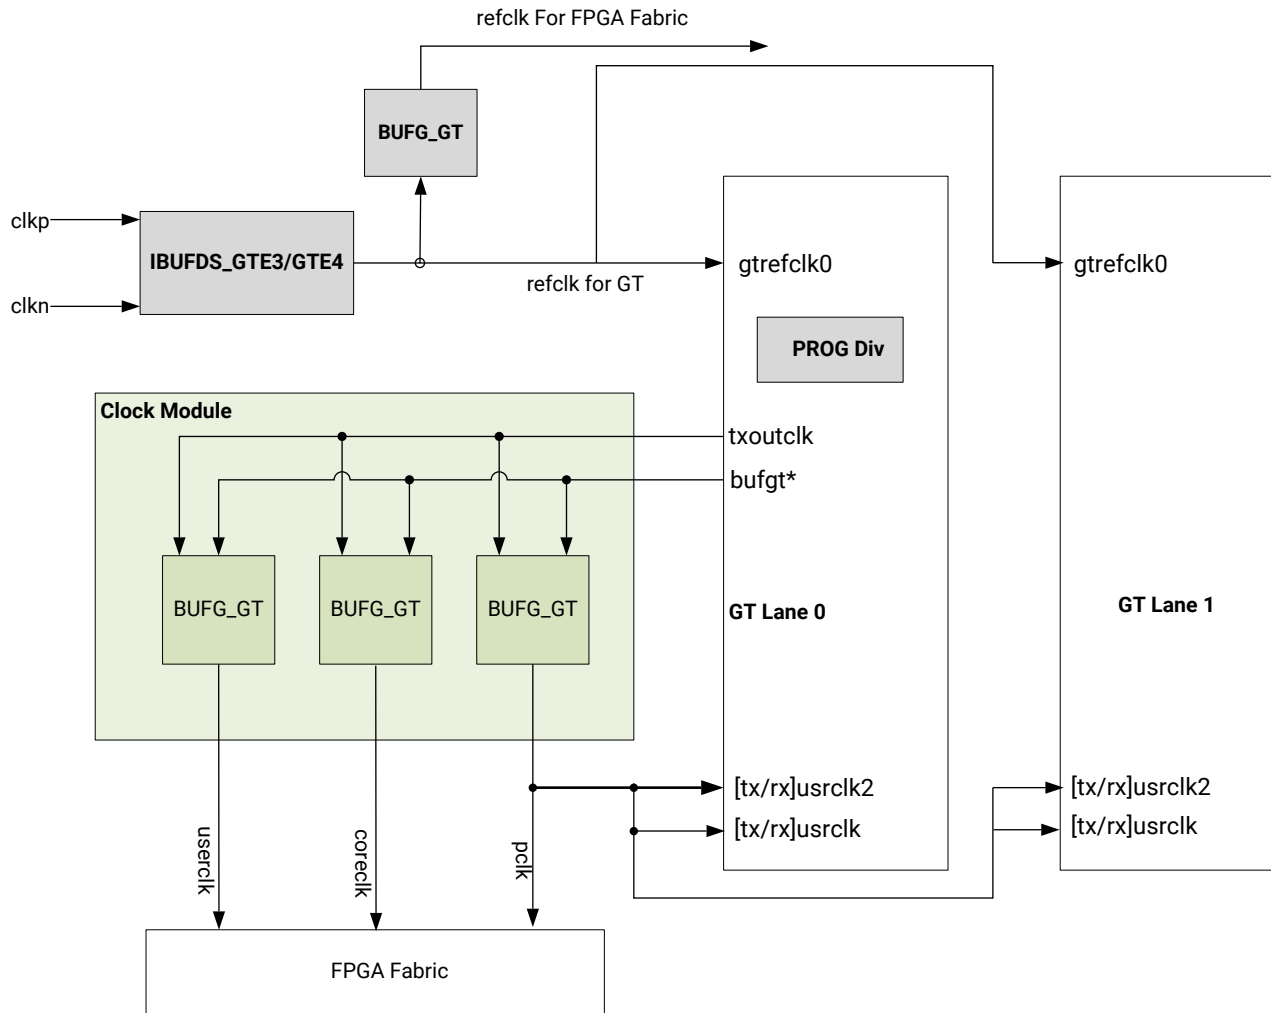 refclk For FPGA Fabric
BUFG_GT
clkp
IBUFDS_GTE3/GTE4
clkn
refclk for GT
gtrefclk0
gtrefclk0
PROG Div
Clock Module
txoutclk
bufgt*
BUFG_GT
BUFG_GT
BUFG_GT
GT Lane 0
GT Lane 1
[tx/rx]usrclk2
[tx/rx]usrclk
[tx/rx]usrclk2
[tx/rx]usrclk
userclk
coreclk
pclk
FPGA Fabric